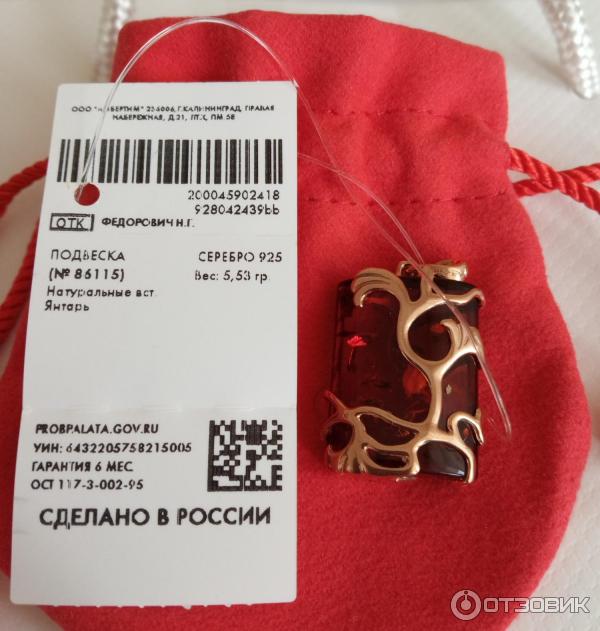 ООО "АЛБЕРТИМ" 236006, Г.КАЛИНИНГРАД, ПРАВАЯ
НАБЕРЕЖНАЯ, Д.21, ЛТ.X, ПМ.58
200045902418
928042439bb
ОТК ФЕДОРОВИЧ Н.Г.
ПОДВЕСКА СЕРЕБРО 925
(№ 86115) Вес: 5,53 гр.
Натуральные вст.
Янтарь
PROBPALATA.GOV.RU
УИН: 6432205758215005
ГАРАНТИЯ 6 МЕС
ОСТ 117-3-002-95
СДЕЛАНО В РОССИИ
ОТЗОВИК